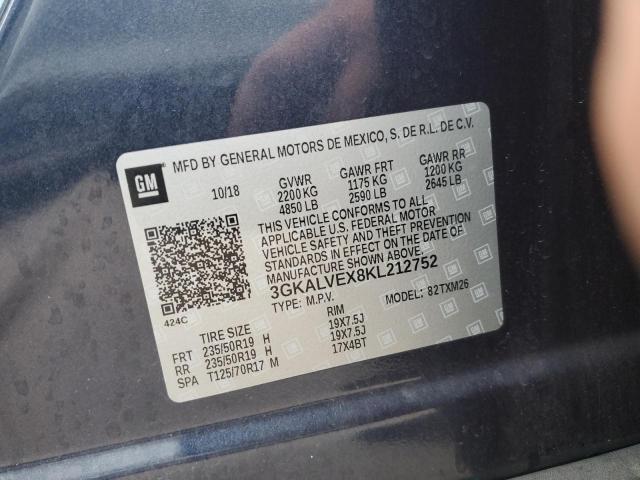 MFD BY GENERAL MOTORS DE MEXICO, S. DE R.L. DE C.V.
GM
10/18 GVWR GAWR FRT GAWR RR
2200 KG 1175 KG 1200 KG
4850 LB 2590 LB 2645 LB
THIS VEHICLE CONFORMS TO ALL
APPLICABLE U.S. FEDERAL MOTOR
VEHICLE SAFETY AND THEFT PREVENTION
STANDARDS IN EFFECT ON THE DATE OF
MANUFACTURE SHOWN ABOVE.
3GKALVEX8KL212752
TYPE: M.P.V. MODEL: 82TXM26
424C
TIRE SIZE RIM
FRT 235/50R19 H 19X7.5J
RR 235/50R19 H 19X7.5J
SPA T125/70R17 M 17X4BT